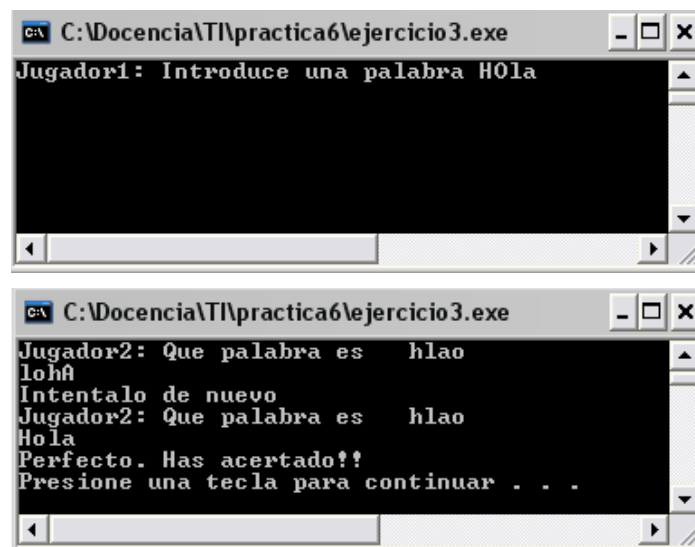 C:\Docencia\TI\practica6\ejercicio3.exe
Jugador1: Introduce una palabra HOla
C:\Docencia\TI\practica6\ejercicio3.exe
Jugador2: Que palabra es   hlao
lohA
Intentalo de nuevo
Jugador2: Que palabra es   hlao
Hola
Perfecto. Has acertado!!
Presione una tecla para continuar . . .